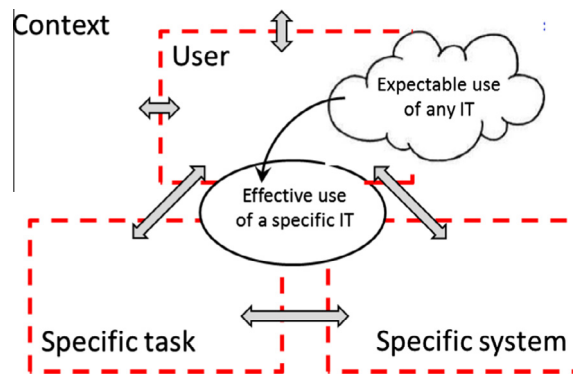 Context
User
Expectable use
of any IT
Effective use
of a specific IT
Specific task
Specific system